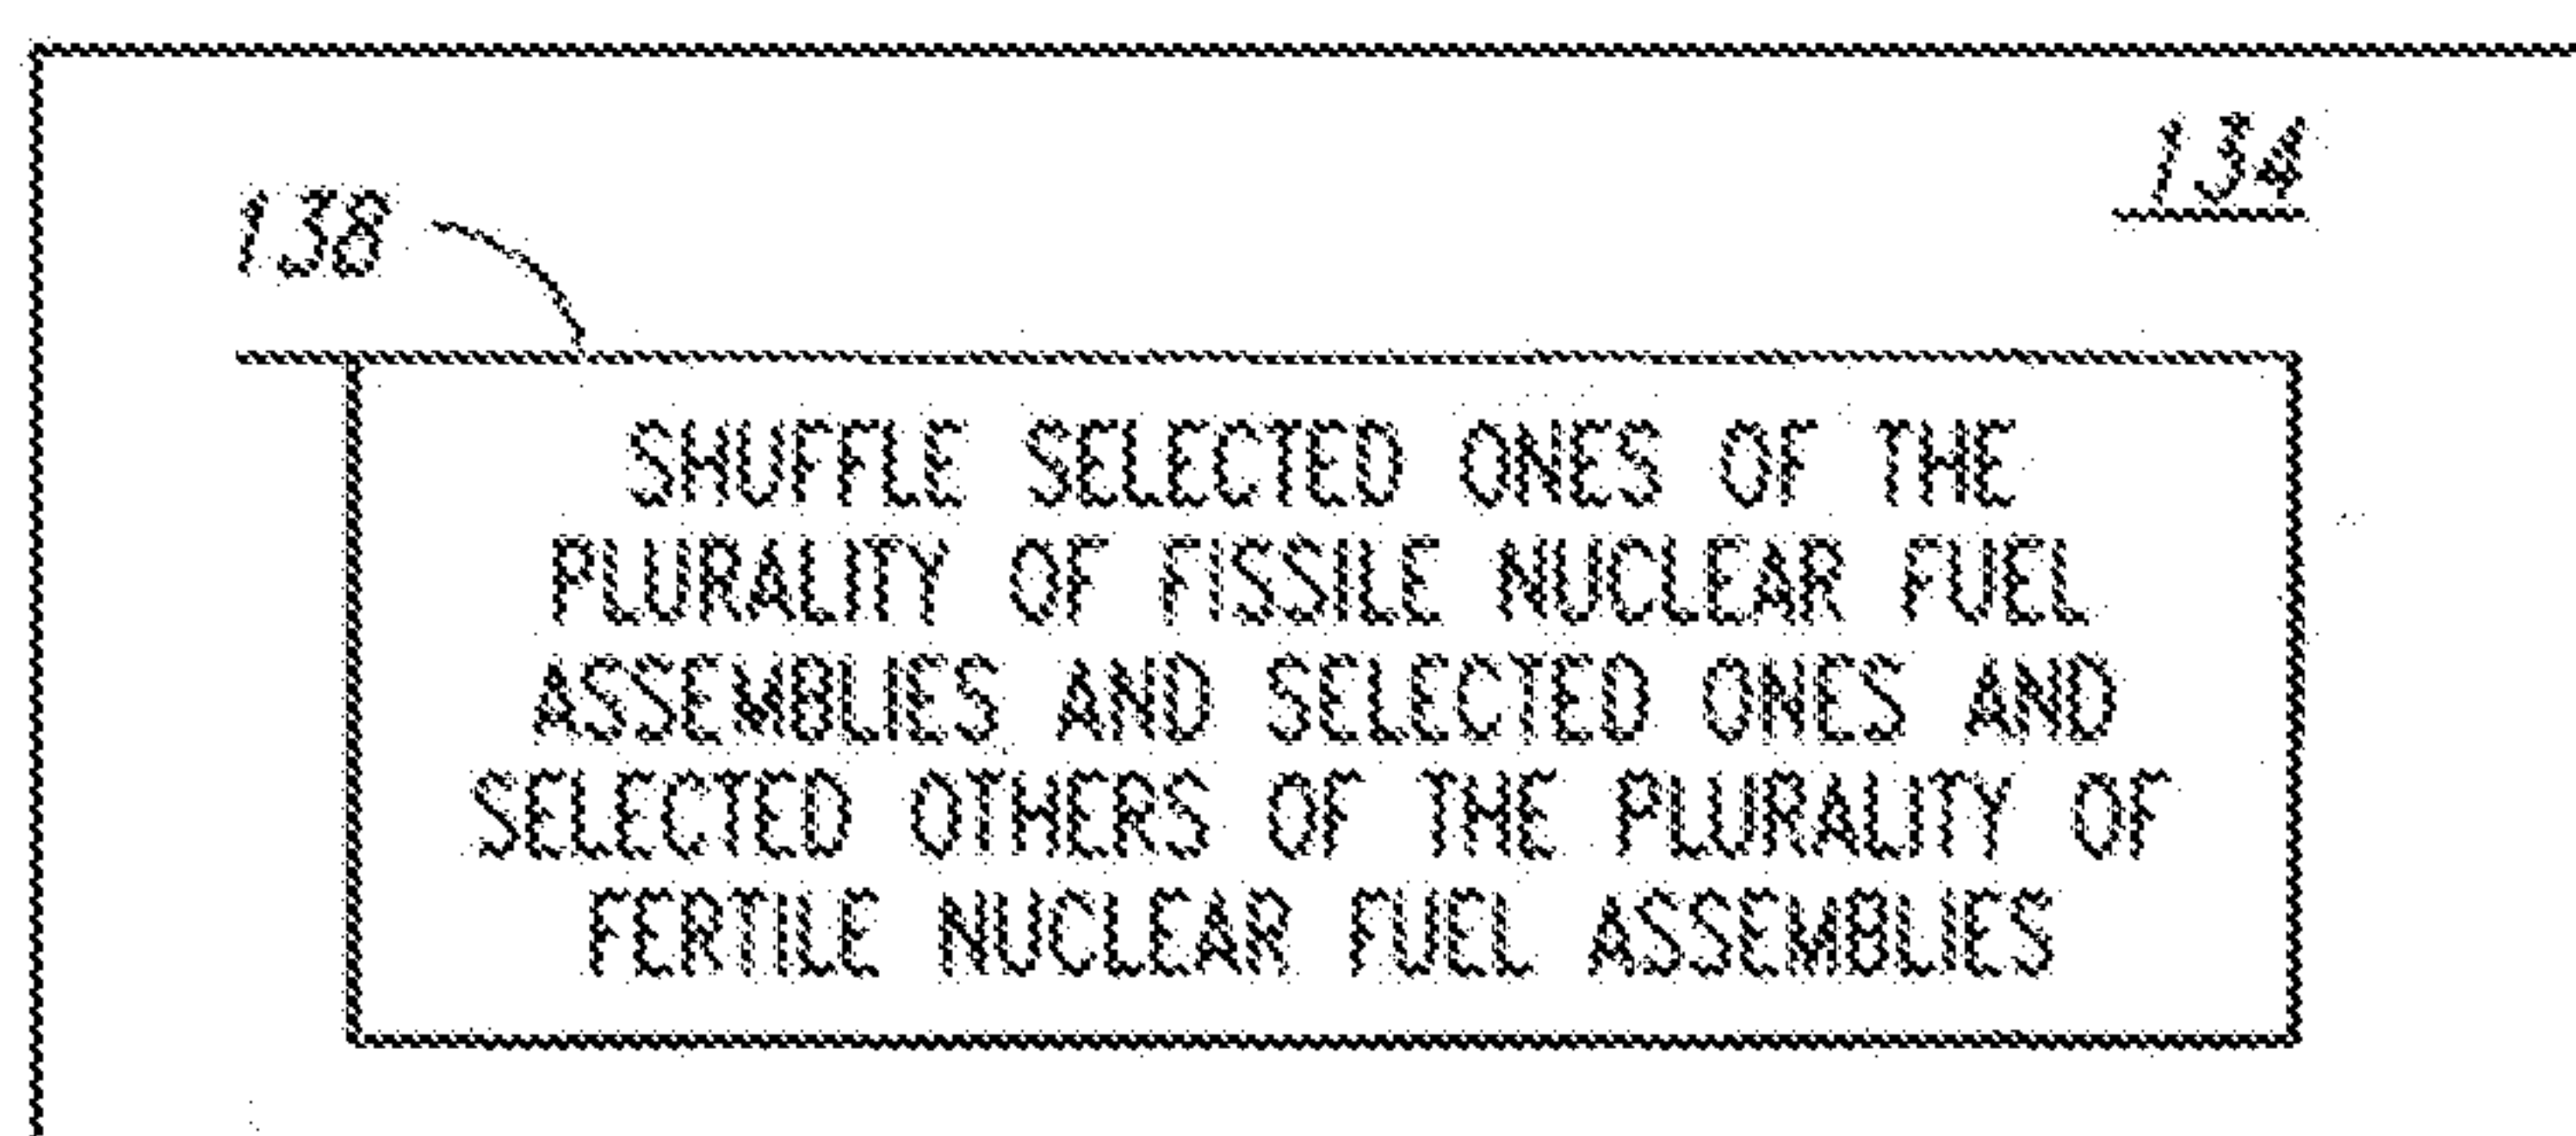 134
138
SHUFFLE SELECTED ONES OF THE
PLURALITY OF FISSILE NUCLEAR FUEL
ASSEMBLIES AND SELECTED ONES AND
SELECTED OTHERS OF THE PLURALITY OF
FERTILE NUCLEAR FUEL ASSEMBLIES